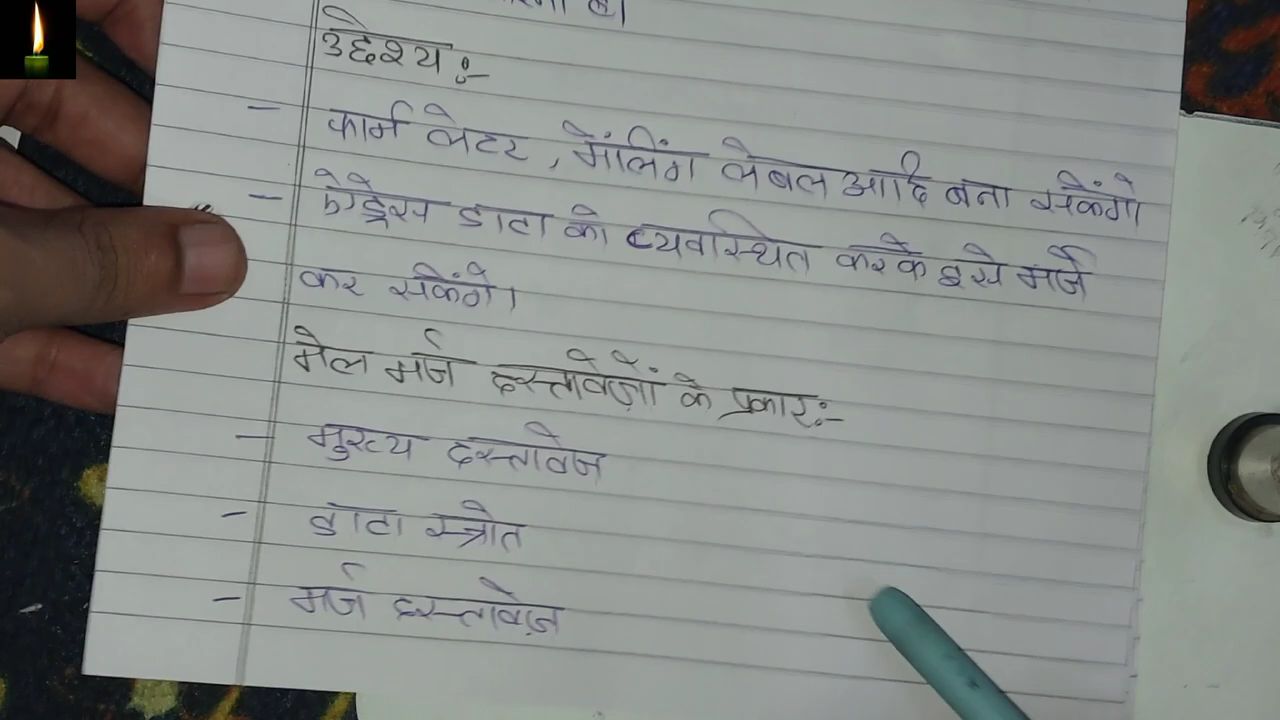 है।
उद्देश्य :-
- फार्म लेटर, मेंलिंग लेबल आदि बना सकेंगे।
- ऐड्रेस डाटा को व्यवस्थित करके इसे मर्ज
कर सकेंगे।
मेल मर्ज दस्तावेज़ों के प्रकार:-
- मुख्य दस्तावेज
- डाटा स्त्रोत
- मर्ज दस्तावेज़